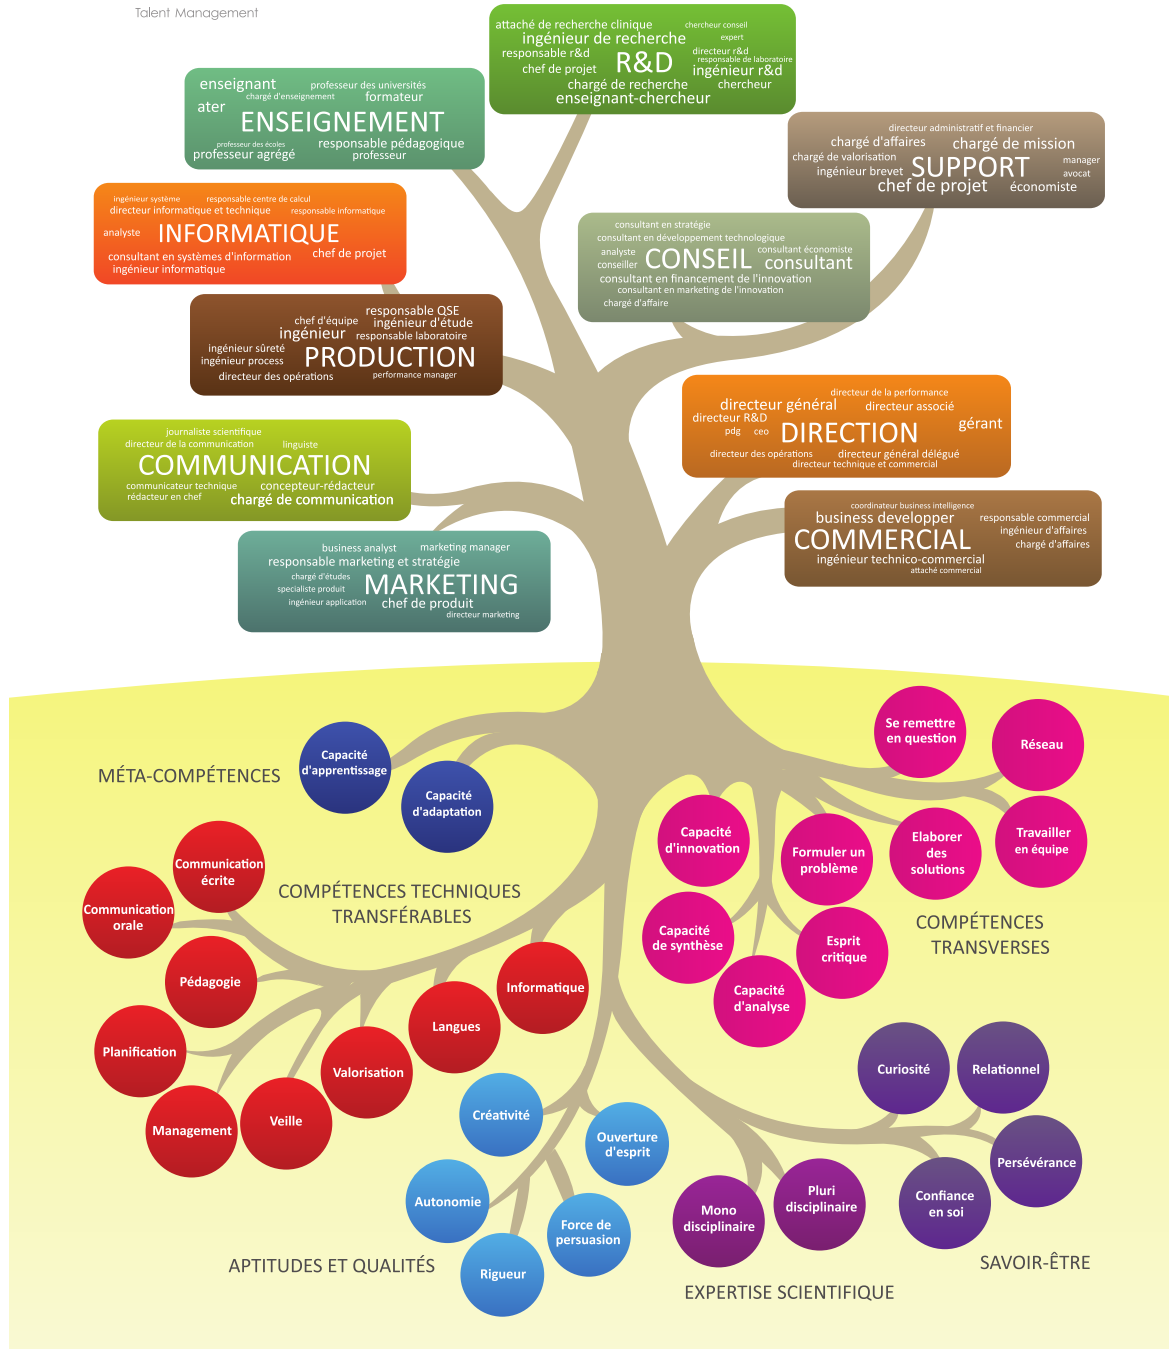 Talent Management
attaché de recherche clinique
chercheur conseil
ingénieur de recherche
expert
responsable r&d
R&D
directeur r&d
responsable de laboratoire
chef de projet
ingénieur r&d
chargé de recherche
chercheur
enseignant-chercheur
enseignant
professeur des universités
chargé d'enseignement
formateur
ater
ENSEIGNEMENT
professeur des écoles
responsable pédagogique
professeur agrégé
professeur
directeur administratif et financier
chargé d'affaires
chargé de mission
chargé de valorisation
SUPPORT
manager
ingénieur brevet
avocat
chef de projet
économiste
ingénieur système
responsable centre de calcul
directeur informatique et technique
responsable informatique
analyste
INFORMATIQUE
consultant en systèmes d'information
chef de projet
ingénieur informatique
consultant en stratégie
consultant en développement technologique
analyste
CONSEIL
consultant économiste
conseiller
consultant
consultant en financement de l'innovation
consultant en marketing de l'innovation
chargé d'affaire
responsable QSE
chef d'équipe
ingénieur d'étude
ingénieur
responsable laboratoire
ingénieur sûreté
PRODUCTION
ingénieur process
directeur des opérations
performance manager
directeur de la performance
directeur général
directeur associé
directeur R&D
gérant
pdg
ceo
DIRECTION
directeur des opérations
directeur général délégué
directeur technique et commercial
journaliste scientifique
directeur de la communication
linguiste
COMMUNICATION
communicateur technique
concepteur-rédacteur
rédacteur en chef
chargé de communication
coordinateur business intelligence
business developper
responsable commercial
COMMERCIAL
ingénieur d'affaires
chargé d'affaires
ingénieur technico-commercial
attaché commercial
business analyst
marketing manager
responsable marketing et stratégie
chargé d'études
MARKETING
specialiste produit
ingénieur application
chef de produit
directeur marketing
MÉTA-COMPÉTENCES
Capacité
d'apprentissage
Capacité
d'adaptation
COMPÉTENCES TECHNIQUES
TRANSFÉRABLES
Communication
écrite
Communication
orale
Pédagogie
Planification
Management
Veille
Valorisation
Langues
Informatique
Se remettre
en question
Réseau
Capacité
d'innovation
Formuler un
problème
Elaborer
des
solutions
Travailler
en équipe
COMPÉTENCES
TRANSVERSES
Capacité
de synthèse
Esprit
critique
Capacité
d'analyse
Créativité
Ouverture
d'esprit
Autonomie
Force de
persuasion
Rigueur
APTITUDES ET QUALITÉS
Mono
disciplinaire
Pluri
disciplinaire
EXPERTISE SCIENTIFIQUE
Curiosité
Relationnel
Persévérance
Confiance
en soi
SAVOIR-ÊTRE